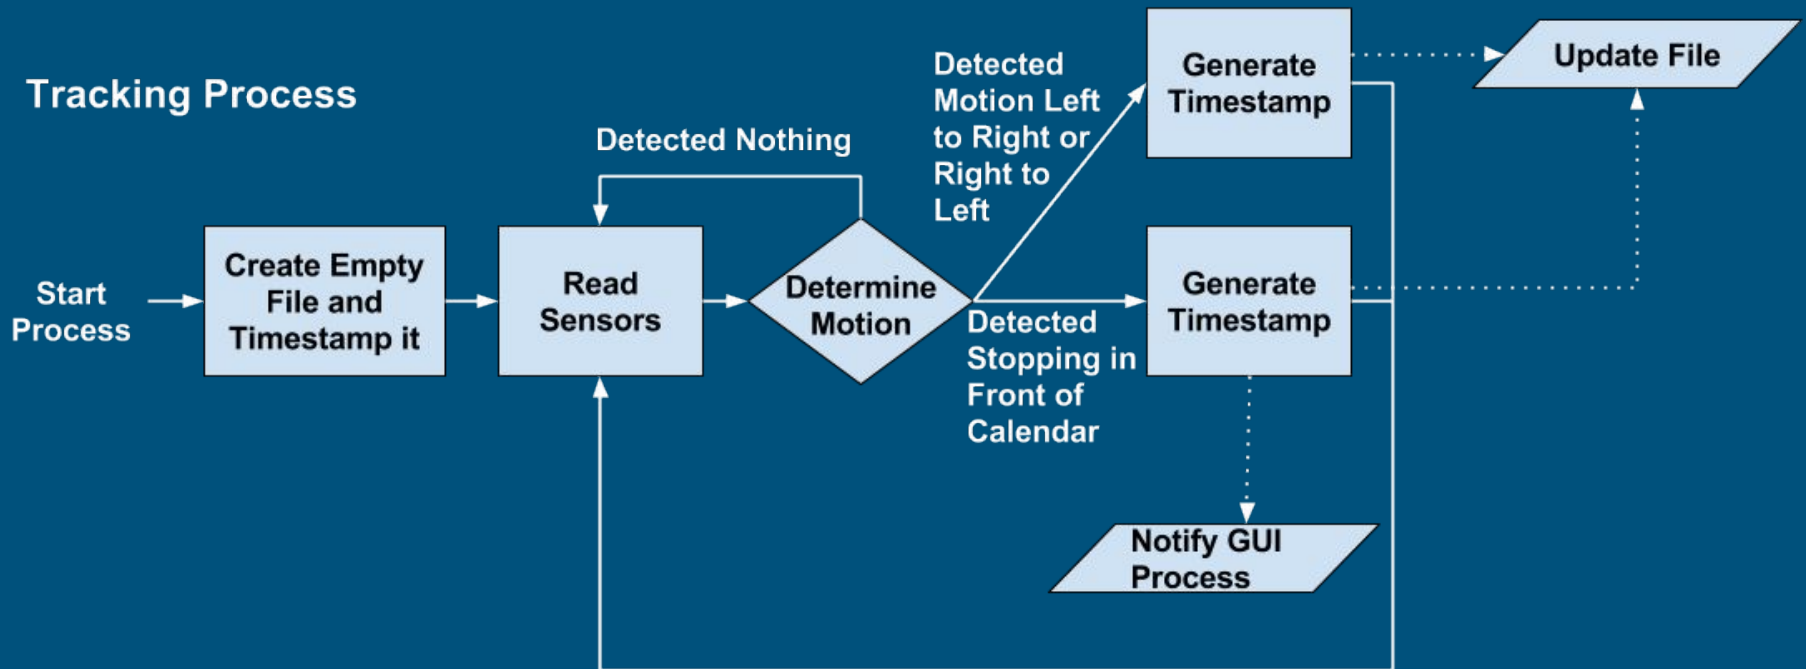 Tracking Process
Start
Process
Create Empty
File and
Timestamp it
Detected Nothing
Read
Sensors
Determine
Motion
Detected
Motion Left
to Right or
Right to
Left
Generate
Timestamp
Update File
Detected
Stopping in
Front of
Calendar
Generate
Timestamp
Notify GUI
Process